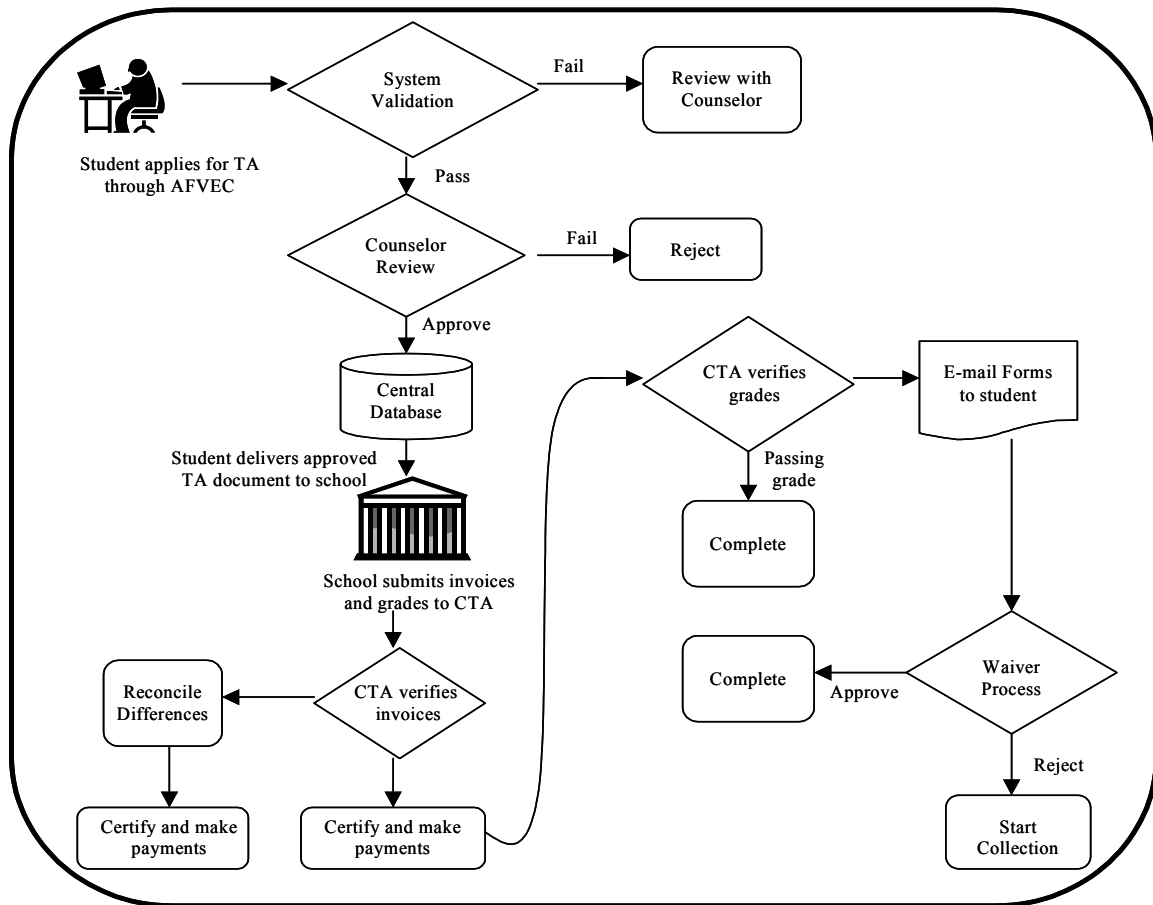 System
Validation
Fail
Review with
Counselor
Student applies for TA
through AFVEC
Pass
Counselor
Review
Fail
Reject
Approve
Central
Database
Student delivers approved
TA document to school
School submits invoices
and grades to CTA
CTA verifies
invoices
Reconcile
Differences
Certify and make
payments
Certify and make
payments
CTA verifies
grades
E-mail Forms
to student
Passing
grade
Complete
Waiver
Process
Approve
Complete
Reject
Start
Collection